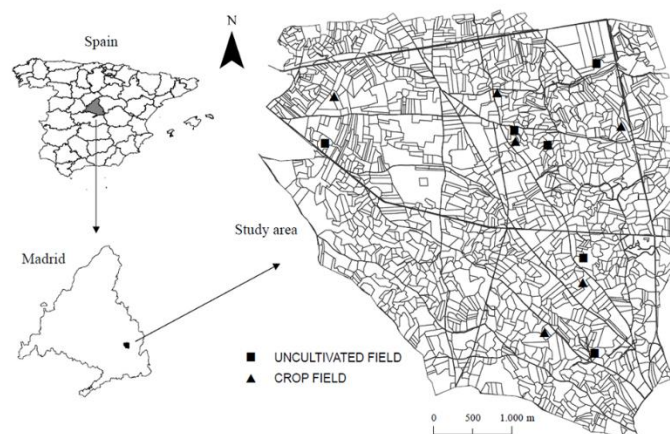 Spain
N
Madrid
Study area
UNCULTIVATED FIELD
CROP FIELD
0 500 1.000 m